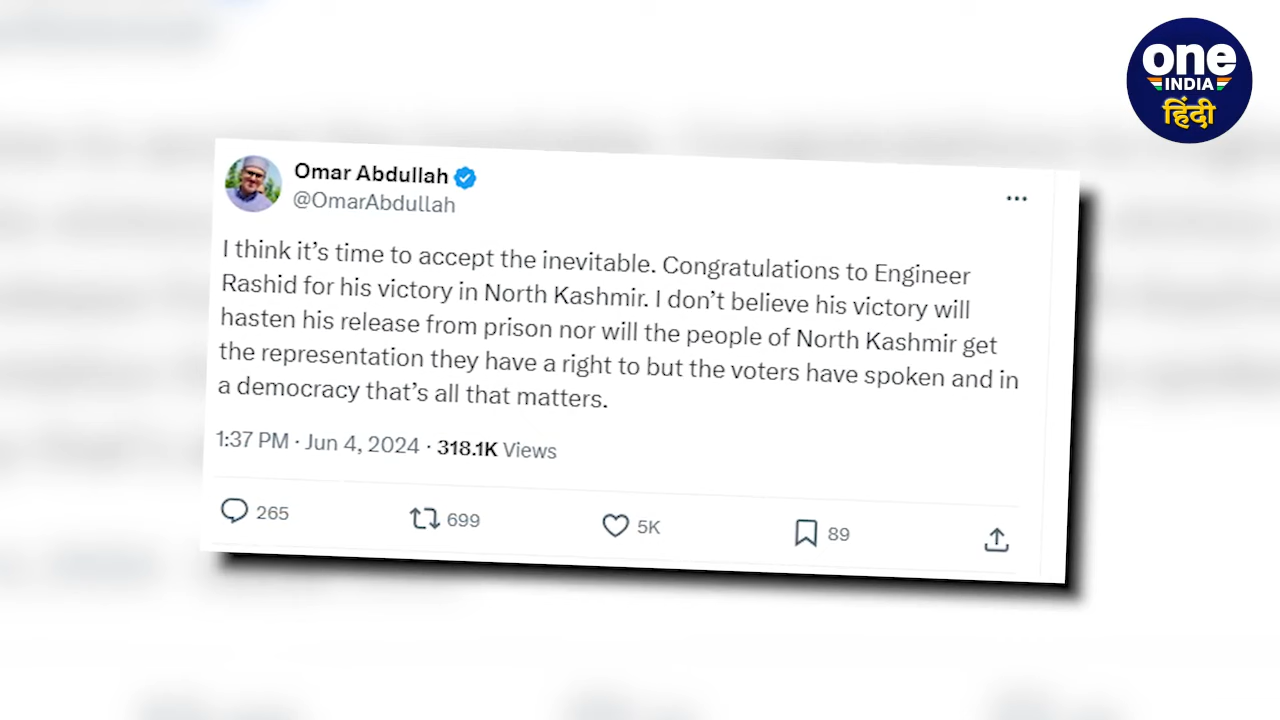 one
INDIA
हिंदी
Omar Abdullah
@OmarAbdullah
I think it’s time to accept the inevitable. Congratulations to Engineer
Rashid for his victory in North Kashmir. I don’t believe his victory will
hasten his release from prison nor will the people of North Kashmir get
the representation they have a right to but the voters have spoken and in
a democracy that’s all that matters.
1:37 PM · Jun 4, 2024 · 318.1K Views
265 699 5K 89